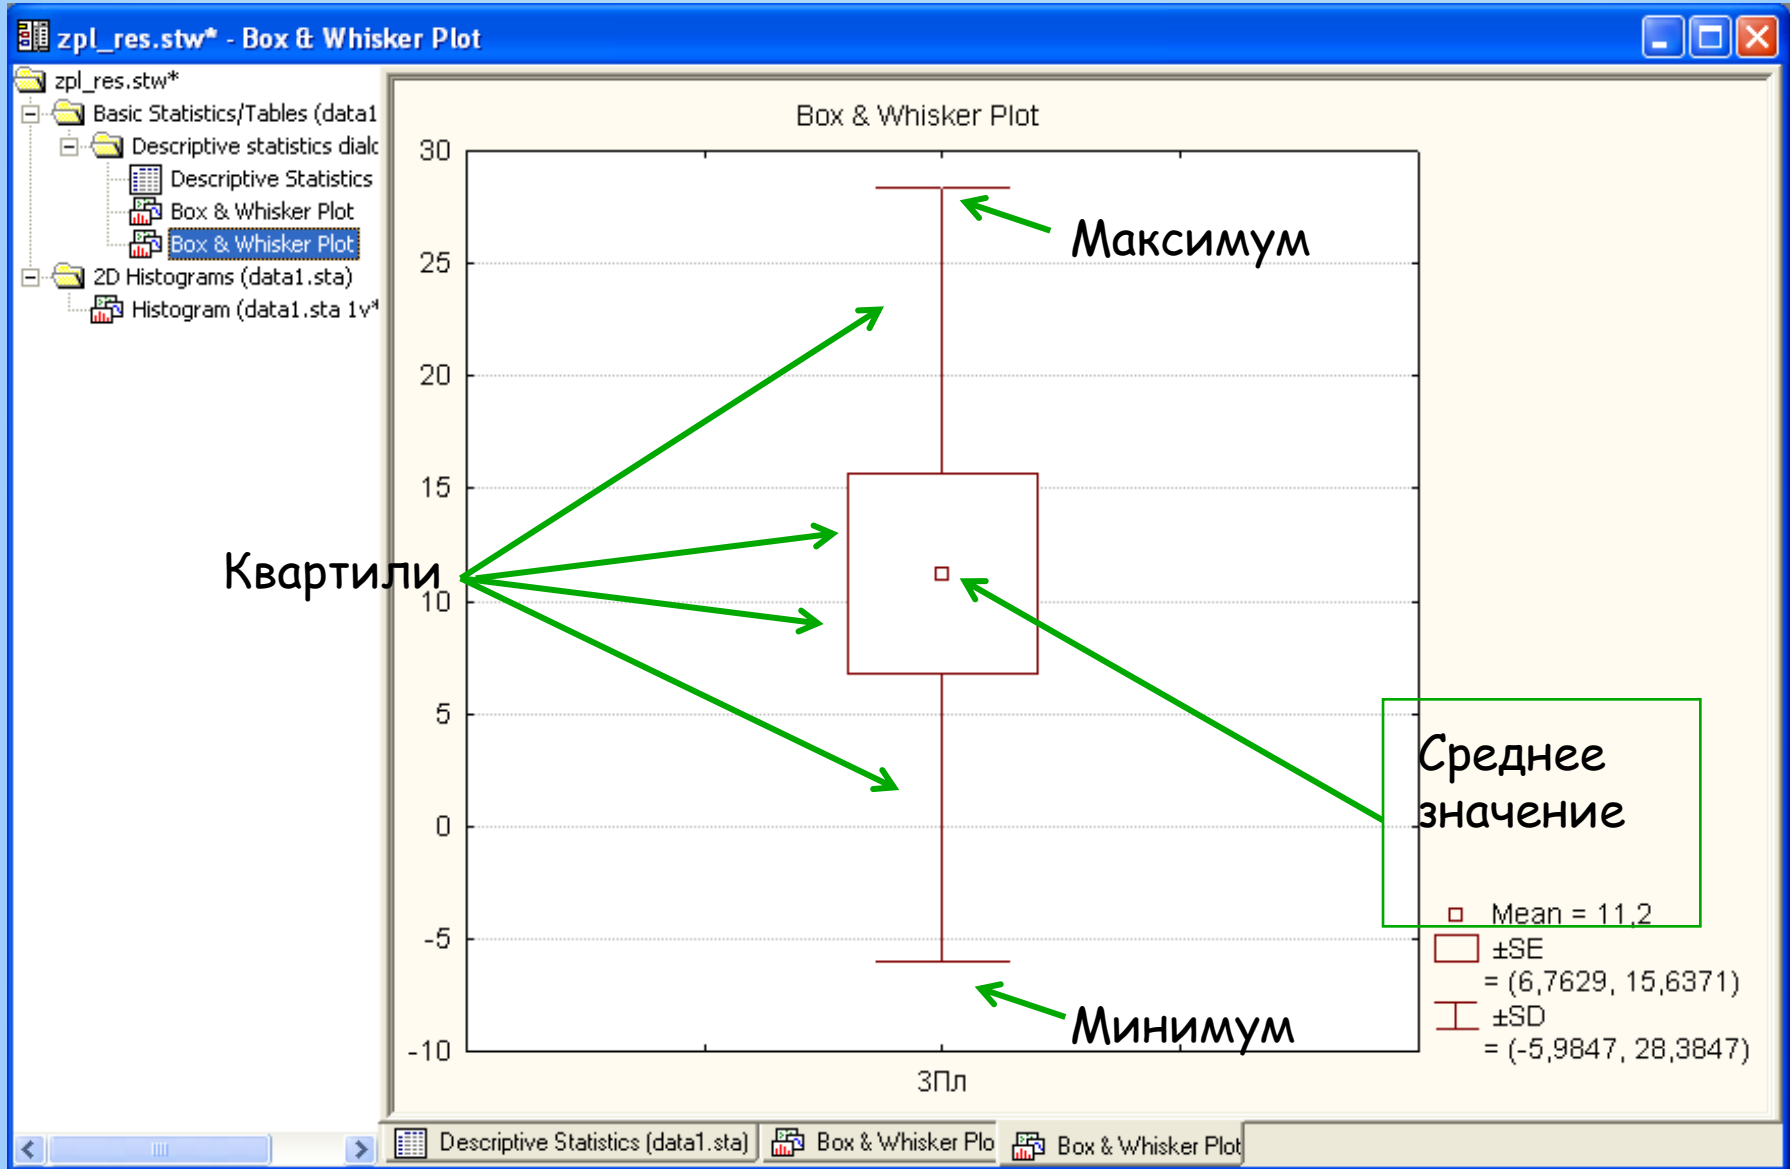 zpl_res.stw* - Box & Whisker Plot
zpl_res.stw*
Basic Statistics/Tables (data1
Descriptive statistics dialo
Descriptive Statistics
Box & Whisker Plot
Box & Whisker Plot
2D Histograms (data1.sta)
Histogram (data1.sta 1v*
Box & Whisker Plot
30
25
20
15
10
5
0
-5
-10
Максимум
Квартили
Среднее
значение
Минимум
Mean = 11,2
±SE
= (6,7629, 15,6371)
±SD
= (-5,9847, 28,3847)
ЗПл
Descriptive Statistics (data1.sta)
Box & Whisker Plo
Box & Whisker Plot